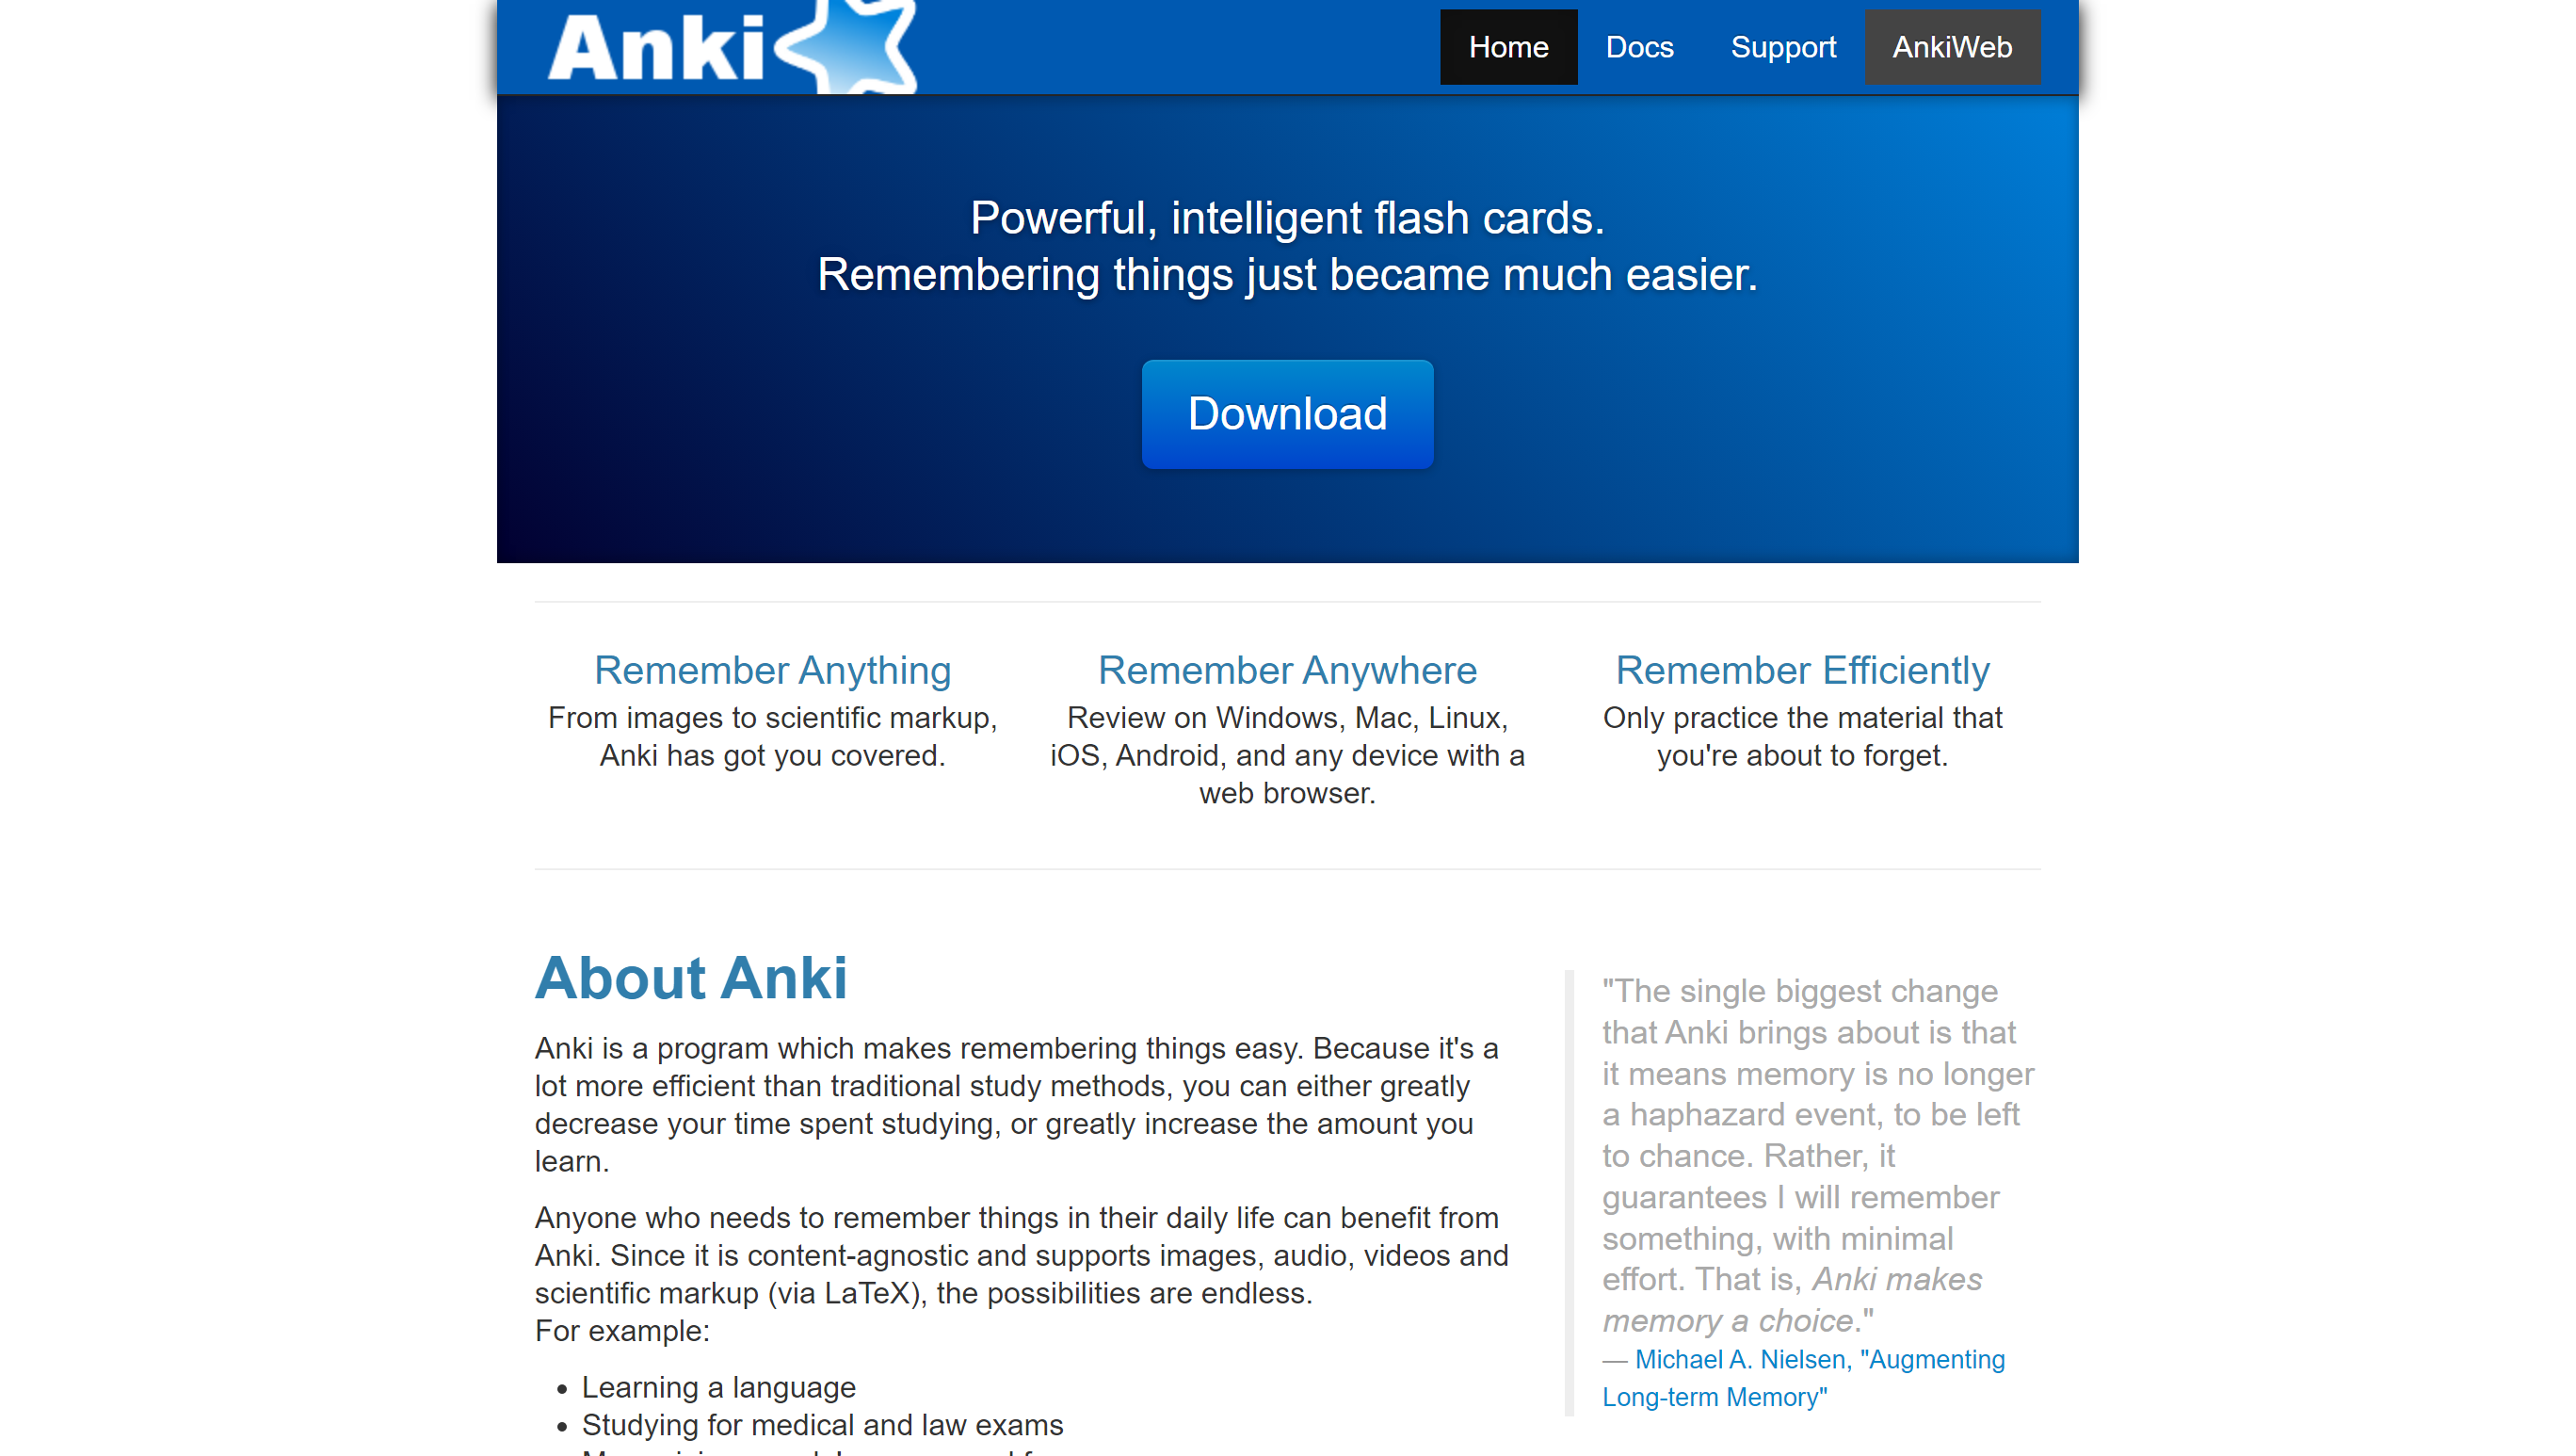 Anki
Home
Docs
Support
AnkiWeb
Powerful, intelligent flash cards.
Remembering things just became much easier.
Download
Remember Anything
From images to scientific markup,
Anki has got you covered.
Remember Anywhere
Review on Windows, Mac, Linux,
iOS, Android, and any device with a
web browser.
Remember Efficiently
Only practice the material that
you're about to forget.
About Anki
Anki is a program which makes remembering things easy. Because it's a
lot more efficient than traditional study methods, you can either greatly
decrease your time spent studying, or greatly increase the amount you
learn.
Anyone who needs to remember things in their daily life can benefit from
Anki. Since it is content-agnostic and supports images, audio, videos and
scientific markup (via LaTeX), the possibilities are endless.
For example:
• Learning a language
• Studying for medical and law exams
"The single biggest change
that Anki brings about is that
it means memory is no longer
a haphazard event, to be left
to chance. Rather, it
guarantees I will remember
something, with minimal
effort. That is, Anki makes
memory a choice."
— Michael A. Nielsen, "Augmenting
Long-term Memory"